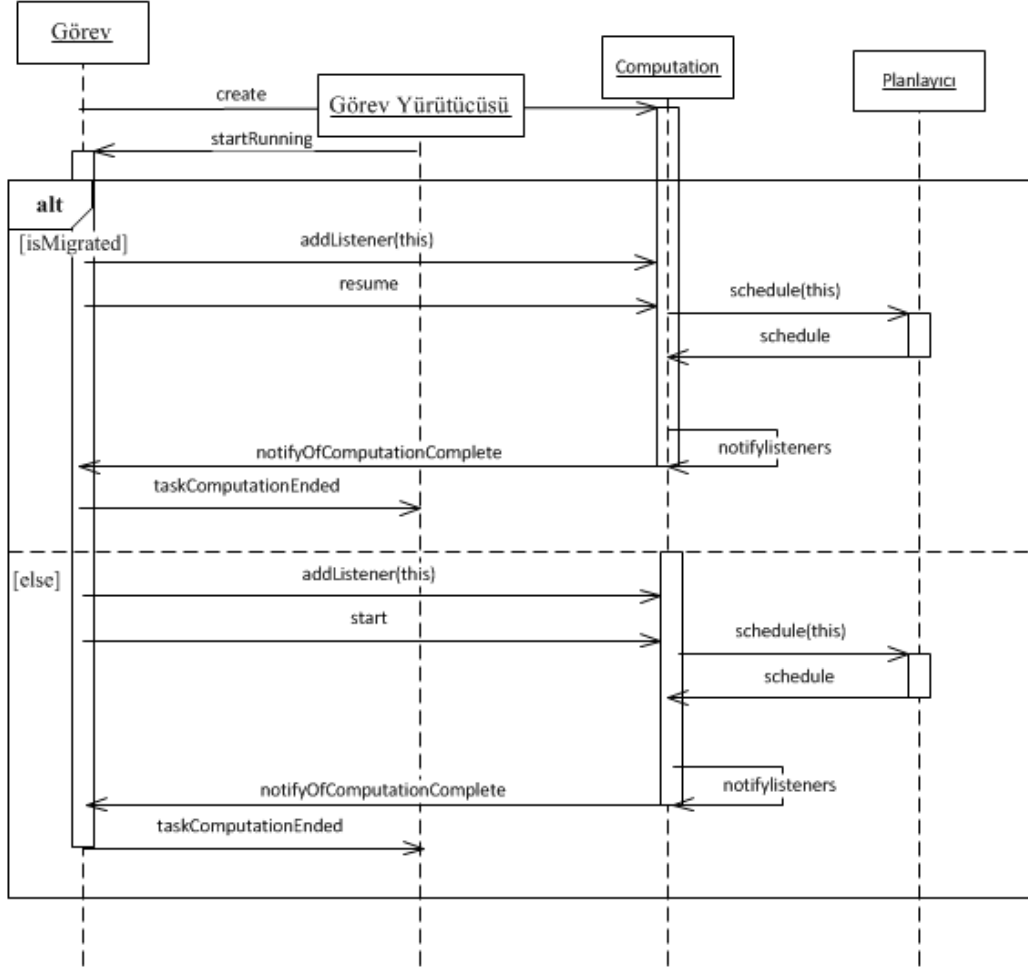 Görev
Computation
Planlayıcı
create
Görev Yürütücüsü
startRunning
alt
[isMigrated]
addListener(this)
resume
schedule(this)
schedule
notifylisteners
notifyOfComputationComplete
taskComputationEnded
[else]
addListener(this)
start
schedule(this)
schedule
notifylisteners
notifyOfComputationComplete
taskComputationEnded